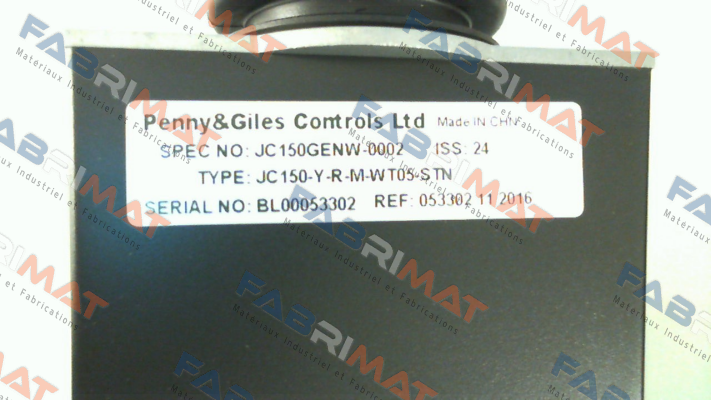 Penny&Giles Controls Ltd Made IN CHN
SPEC NO: JC150GENW-0002 ISS: 24
TYPE: JC150-Y-R-M-WT05-STN
SERIAL NO: BL00053302 REF: 053302 11 2016
FABRIMAT
Materiaux Industriel et Fabrications